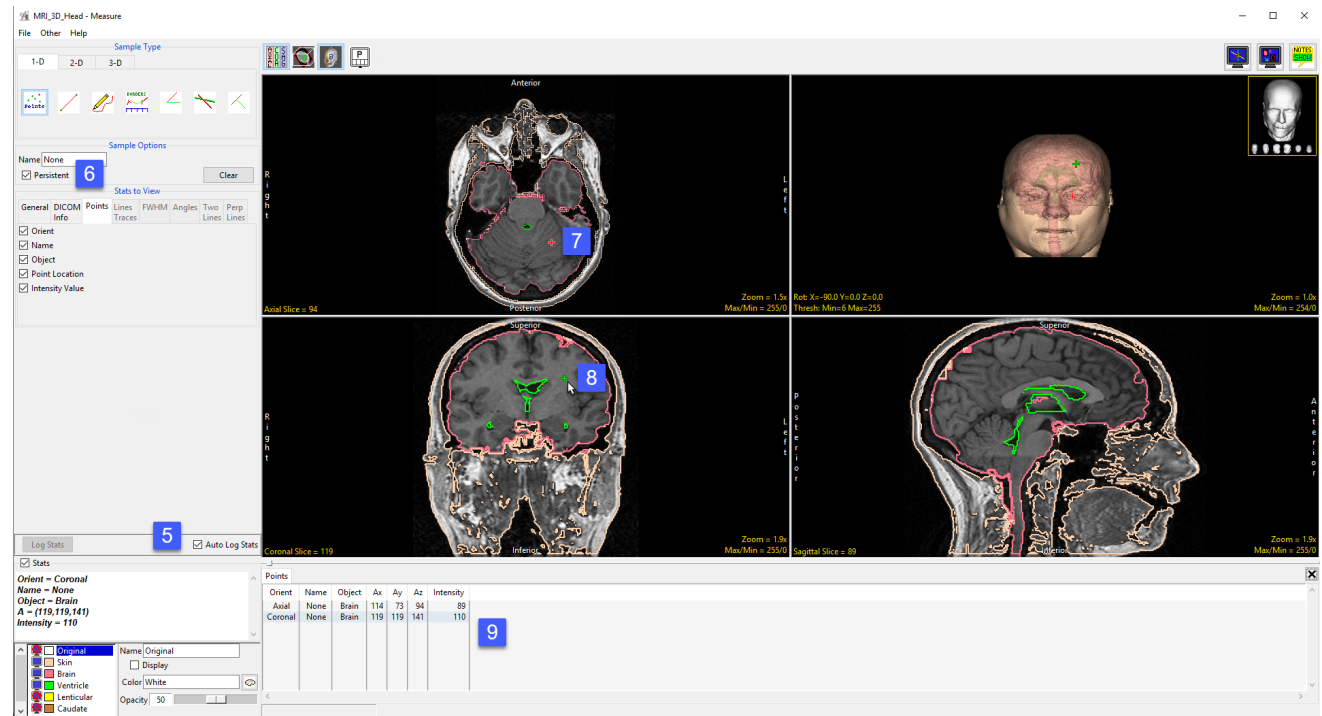 MRI_3D_Head - Measure
File Other Help
Sample Type
1-D 2-D 3-D
Points
BORDERS
Sample Options
Name None
Persistent
6
Clear
Stats to View
General DICOM Info Points Lines Traces FWHM Angles Two Lines Perp Lines
Orient
Name
Object
Point Location
Intensity Value
Log Stats
5
Auto Log Stats
P
NOTES
SHOW
Anterior
Right
Left
7
Axial Slice = 94
Posterior
Zoom = 1.5x
Max/Min = 255/0
Rot: X=-90.0 Y=0.0 Z=0.0
Thresh: Min=6 Max=255
Zoom = 1.0x
Max/Min = 254/0
Superior
Right
Left
8
Coronal Slice = 119
Inferior
Zoom = 1.9x
Max/Min = 255/0
Superior
Posterior
Anterior
Sagittal Slice = 89
Inferior
Zoom = 1.9x
Max/Min = 255/0
Stats
Orient = Coronal
Name = None
Object = Brain
A = (119,119,141)
Intensity = 110
Original
Skin
Brain
Ventricle
Lenticular
Caudate
Name Original
Display
Color White
Opacity 50
Points
Orient Name Object Ax Ay Az Intensity
Axial None Brain 114 73 94 89
Coronal None Brain 119 119 141 110
9